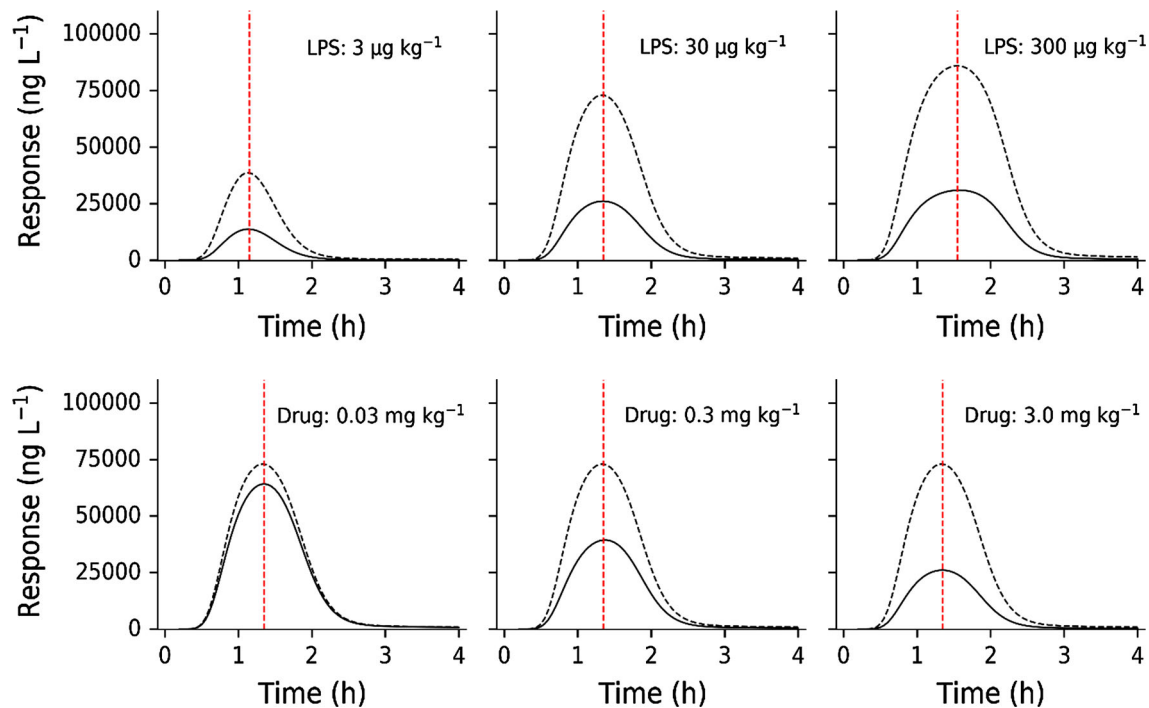 Response (ng L⁻¹)
100000
75000
50000
25000
0
LPS: 3 μg kg⁻¹
LPS: 30 μg kg⁻¹
LPS: 300 μg kg⁻¹
0 1 2 3 4
0 1 2 3 4
0 1 2 3 4
Time (h)
Time (h)
Time (h)
Response (ng L⁻¹)
100000
75000
50000
25000
0
Drug: 0.03 mg kg⁻¹
Drug: 0.3 mg kg⁻¹
Drug: 3.0 mg kg⁻¹
0 1 2 3 4
0 1 2 3 4
0 1 2 3 4
Time (h)
Time (h)
Time (h)